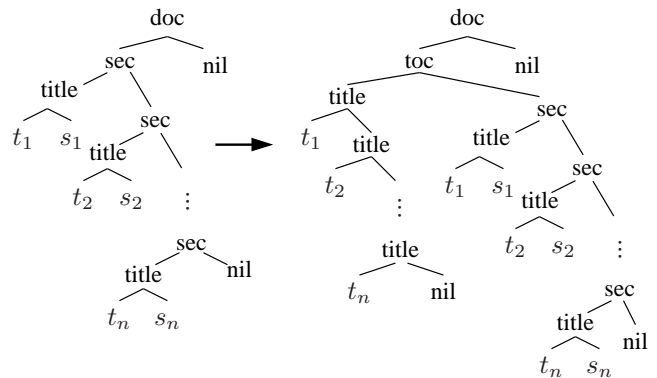 doc doc
sec nil toc nil
title title
sec sec
t₁ s₁ t₁ title title
title t₂ t₁ s₁ sec
t₂ s₂ ⋮ ⋮ title
sec title t₂ s₂ ⋮
title nil tₙ nil sec
tₙ sₙ title nil
tₙ sₙ